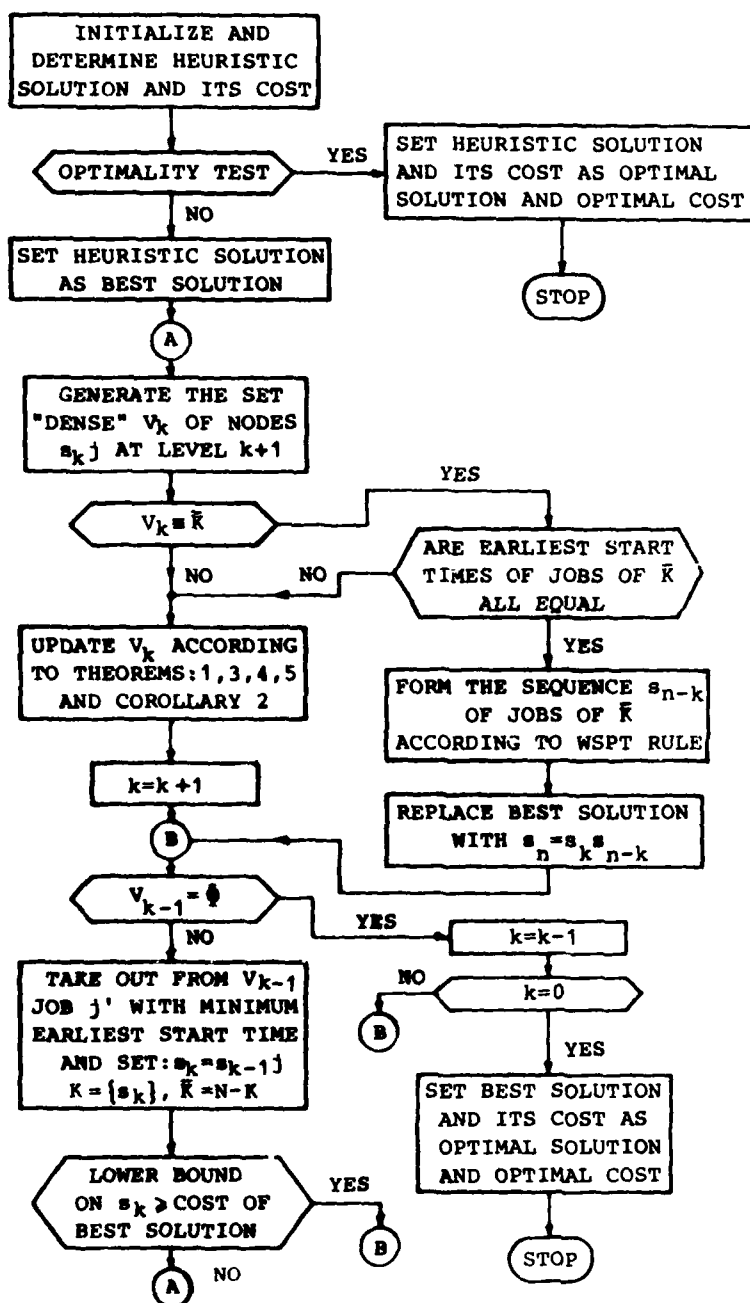 INITIALIZE AND
DETERMINE HEURISTIC
SOLUTION AND ITS COST
OPTIMALITY TEST
YES
SET HEURISTIC SOLUTION
AND ITS COST AS OPTIMAL
SOLUTION AND OPTIMAL COST
NO
STOP
SET HEURISTIC SOLUTION
AS BEST SOLUTION
A
GENERATE THE SET
"DENSE" V_k OF NODES
s_k j AT LEVEL k+1
YES
V_k = K̄
ARE EARLIEST START
TIMES OF JOBS OF K̄
ALL EQUAL
NO
NO
YES
UPDATE V_k ACCORDING
TO THEOREMS:1,3,4,5
AND COROLLARY 2
FORM THE SEQUENCE s_{n-k}
OF JOBS OF K̄
ACCORDING TO WSPT RULE
k=k+1
REPLACE BEST SOLUTION
WITH s_n=s_k s_{n-k}
B
V_{k-1} = Φ
YES
k=k-1
NO
TAKE OUT FROM V_{k-1}
JOB j' WITH MINIMUM
EARLIEST START TIME
AND SET:s_k=s_{k-1}j
K={s_k}, K̄=N-K
k=0
NO
B
YES
SET BEST SOLUTION
AND ITS COST AS
OPTIMAL SOLUTION
AND OPTIMAL COST
LOWER BOUND
ON s_k ⩾ COST OF
BEST SOLUTION
YES
B
STOP
NO
A